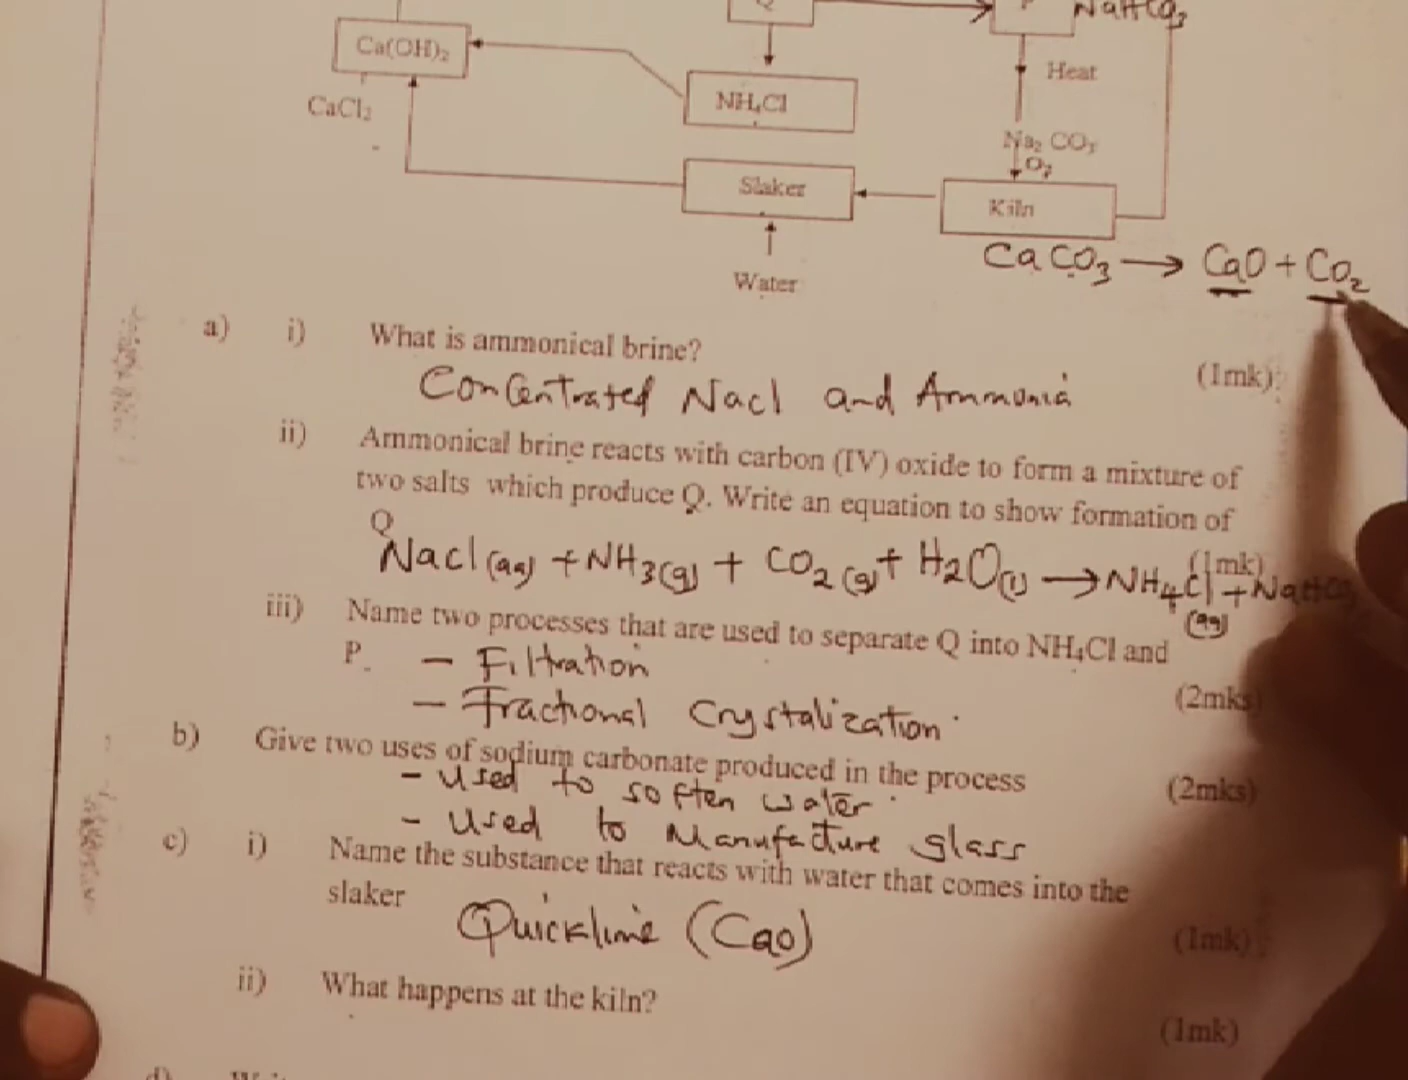 NaHCO3
Ca(OH)2
Heat
CaCl2
NH4Cl
Na2 CO3
Slaker
Kiln
CaCO3 → CaO + CO2
Water
a) i) What is ammonical brine? (1mk)
Concentrated Nacl and Ammonia
ii) Ammonical brine reacts with carbon (IV) oxide to form a mixture of
two salts which produce Q. Write an equation to show formation of
Q (1mk)
Nacl(aq) + NH3(g) + CO2(g) + H2O(l) → NH4Cl(aq) + NaHCO3
iii) Name two processes that are used to separate Q into NH4Cl and
P. (2mks)
– Filtration
– Fractional Crystalization.
b) Give two uses of sodium carbonate produced in the process (2mks)
– Used to soften water.
– Used to Manufacture glass
c) i) Name the substance that reacts with water that comes into the
slaker (1mk)
Quicklime (CaO)
ii) What happens at the kiln? (1mk)